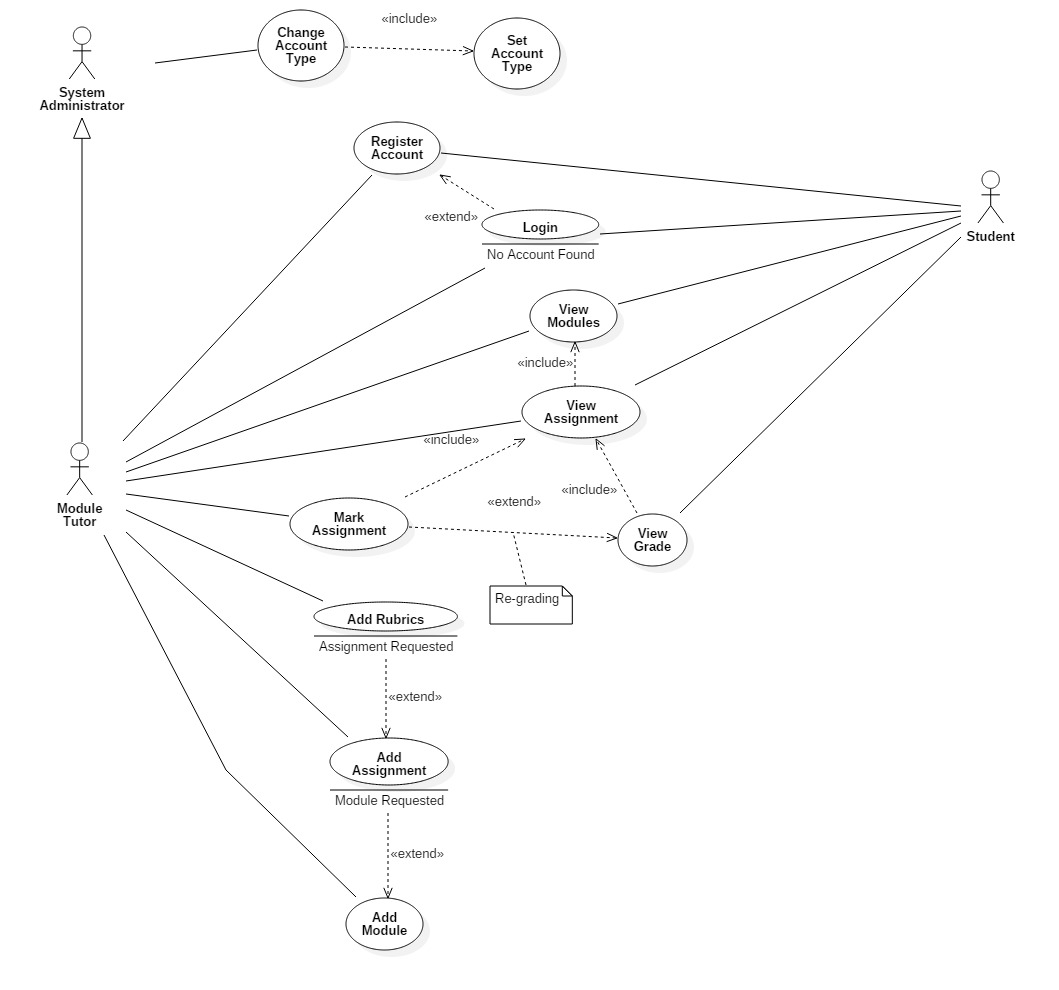 «include»
Change
Account
Type
Set
Account
Type
System
Administrator
Register
Account
«extend»
Login
No Account Found
Student
View
Modules
«include»
View
Assignment
«include»
«include»
«extend»
Module
Tutor
Mark
Assignment
View
Grade
Re-grading
Add Rubrics
Assignment Requested
«extend»
Add
Assignment
Module Requested
«extend»
Add
Module